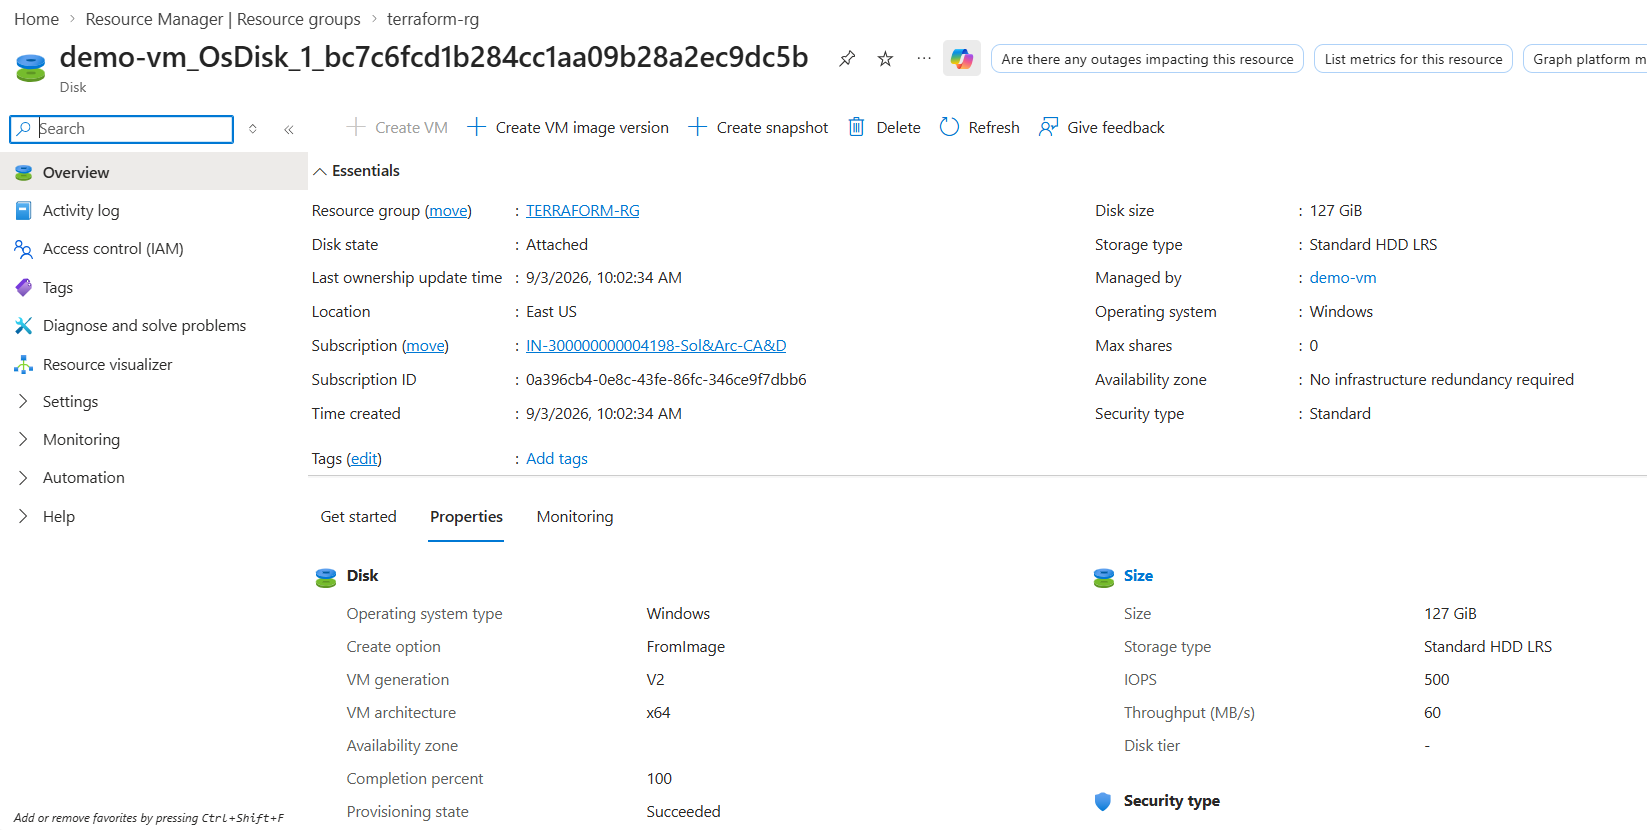 Home > Resource Manager | Resource groups > terraform-rg
demo-vm_OsDisk_1_bc7c6fcd1b284cc1aa09b28a2ec9dc5b
Disk
Are there any outages impacting this resource
List metrics for this resource
Graph platform m
Search
Create VM
Create VM image version
Create snapshot
Delete
Refresh
Give feedback
Overview
Activity log
Access control (IAM)
Tags
Diagnose and solve problems
Resource visualizer
Settings
Monitoring
Automation
Help
Add or remove favorites by pressing Ctrl+Shift+F
Essentials
Resource group (move) : TERRAFORM-RG
Disk state : Attached
Last ownership update time : 9/3/2026, 10:02:34 AM
Location : East US
Subscription (move) : IN-300000000004198-Sol&Arc-CA&D
Subscription ID : 0a396cb4-0e8c-43fe-86fc-346ce9f7dbb6
Time created : 9/3/2026, 10:02:34 AM
Tags (edit) : Add tags
Disk size : 127 GiB
Storage type : Standard HDD LRS
Managed by : demo-vm
Operating system : Windows
Max shares : 0
Availability zone : No infrastructure redundancy required
Security type : Standard
Get started
Properties
Monitoring
Disk
Operating system type Windows
Create option FromImage
VM generation V2
VM architecture x64
Availability zone
Completion percent 100
Provisioning state Succeeded
Size
Size 127 GiB
Storage type Standard HDD LRS
IOPS 500
Throughput (MB/s) 60
Disk tier -
Security type